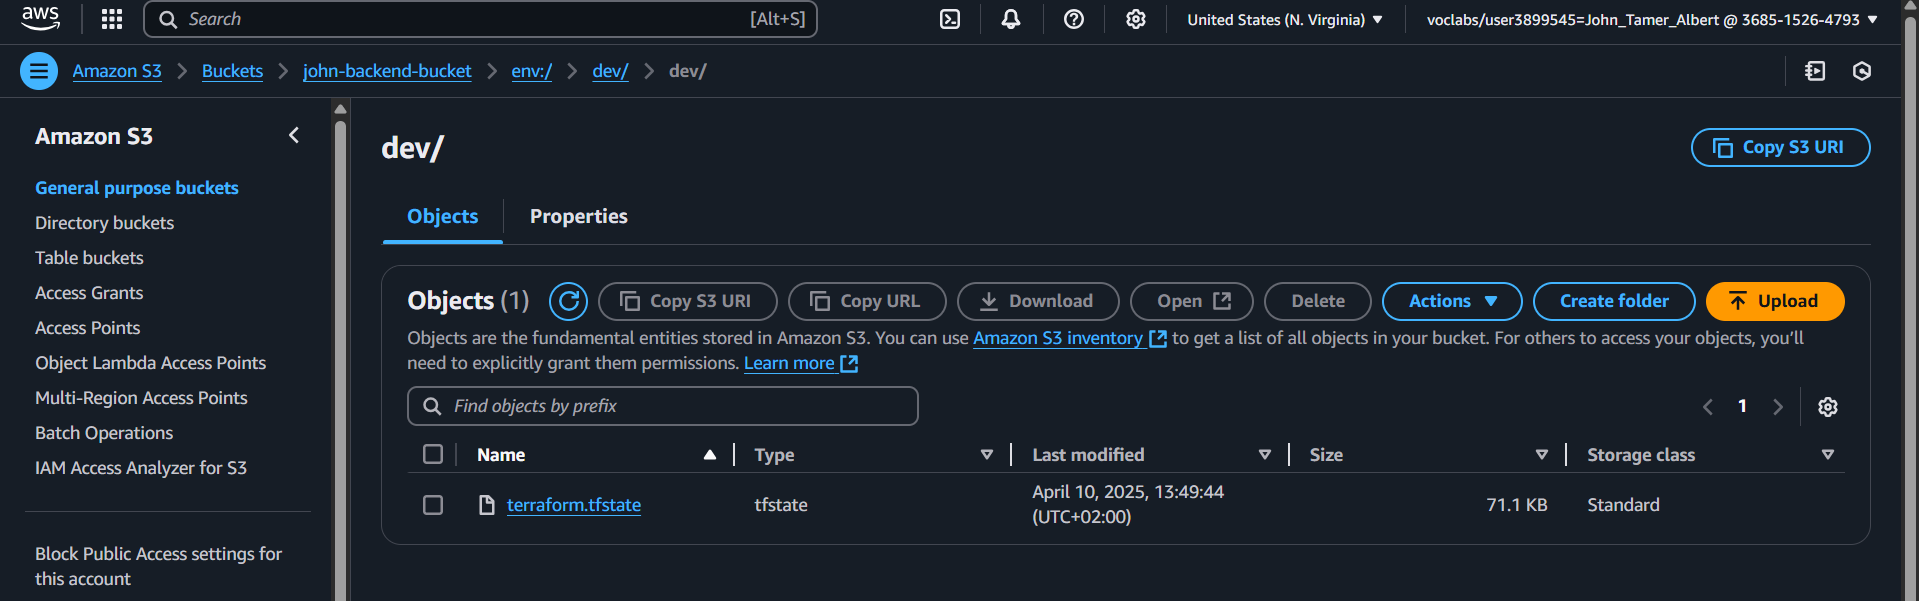 aws
Search [Alt+S]
United States (N. Virginia)
voclabs/user3899545=John_Tamer_Albert @ 3685-1526-4793
Amazon S3 > Buckets > john-backend-bucket > env:/ > dev/ > dev/
Amazon S3
General purpose buckets
Directory buckets
Table buckets
Access Grants
Access Points
Object Lambda Access Points
Multi-Region Access Points
Batch Operations
IAM Access Analyzer for S3
Block Public Access settings for
this account
dev/
Copy S3 URI
Objects Properties
Objects (1)
Copy S3 URI
Copy URL
Download
Open
Delete
Actions
Create folder
Upload
Objects are the fundamental entities stored in Amazon S3. You can use Amazon S3 inventory to get a list of all objects in your bucket. For others to access your objects, you’ll
need to explicitly grant them permissions. Learn more
Find objects by prefix
1
Name Type Last modified Size Storage class
terraform.tfstate tfstate April 10, 2025, 13:49:44 (UTC+02:00) 71.1 KB Standard